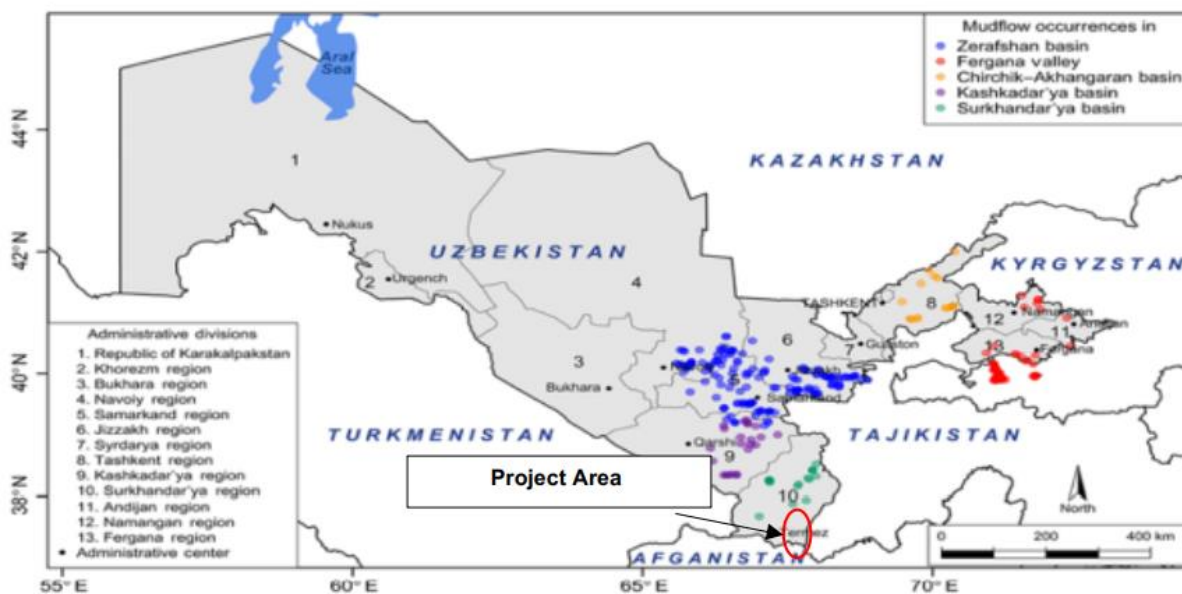 Mudflow occurrences in
Zerafshan basin
Fergana valley
Chirchik–Akhangaran basin
Kashkadar'ya basin
Surkhandar'ya basin
Aral
Sea
44°N
KAZAKHSTAN
1
Nukus
42°N
UZBEKISTAN
KYRGYZSTAN
2
Urgench
4
TASHKENT
8
12
Namangan
11
Andijan
13
Fergana
6
7
Guliston
Administrative divisions
1. Republic of Karakalpakstan
2. Khorezm region
3. Bukhara region
4. Navoiy region
5. Samarkand region
6. Jizzakh region
7. Syrdarya region
8. Tashkent region
9. Kashkadar'ya region
10. Surkhandar'ya region
11. Andijan region
12. Namangan region
13. Fergana region
Administrative center
3
Bukhara
40°N
5
Samarkand
TURKMENISTAN
TAJIKISTAN
Qarshi
9
Project Area
38°N
10
North
AFGANISTAN
0 200 400 km
55°E 60°E 65°E 70°E